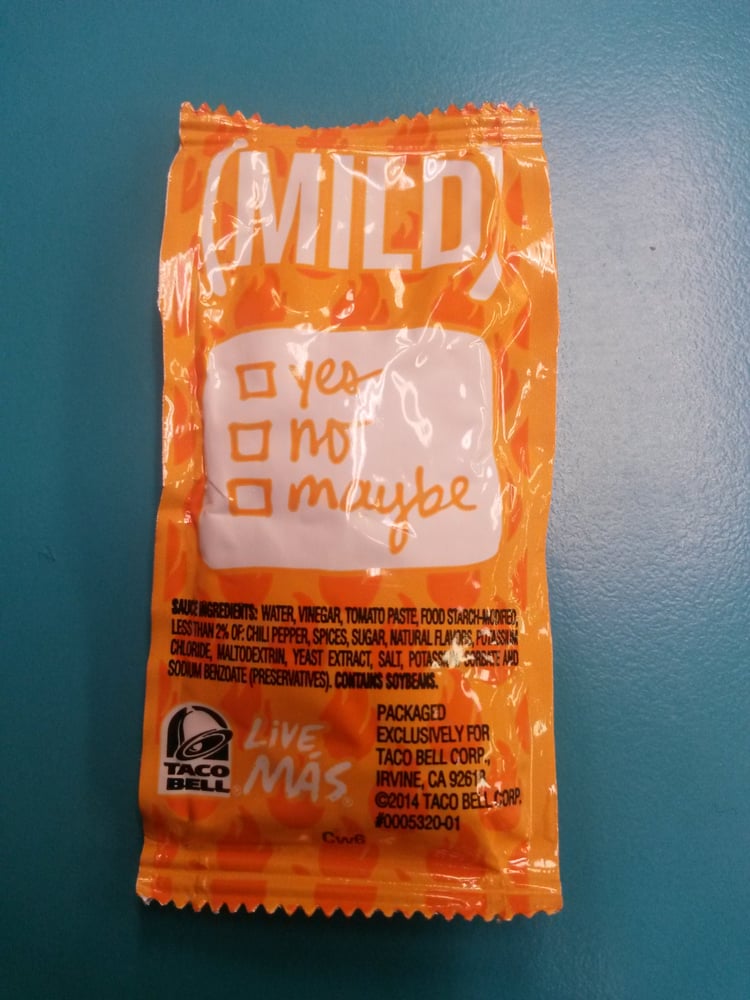 (MILD)
yes
no
maybe
SAUCE INGREDIENTS: WATER, VINEGAR, TOMATO PASTE, FOOD STARCH-MODIFIED,
LESS THAN 2% OF: CHILI PEPPER, SPICES, SUGAR, NATURAL FLAVORS, POTASSIUM
CHLORIDE, MALTODEXTRIN, YEAST EXTRACT, SALT, POTASSIUM SORBATE AND
SODIUM BENZOATE (PRESERVATIVES). CONTAINS SOYBEANS.
TACO
BELL
LIVE
MÁS
PACKAGED
EXCLUSIVELY FOR
TACO BELL CORP.,
IRVINE, CA 92618
©2014 TACO BELL CORP.
#0005320-01
CW6